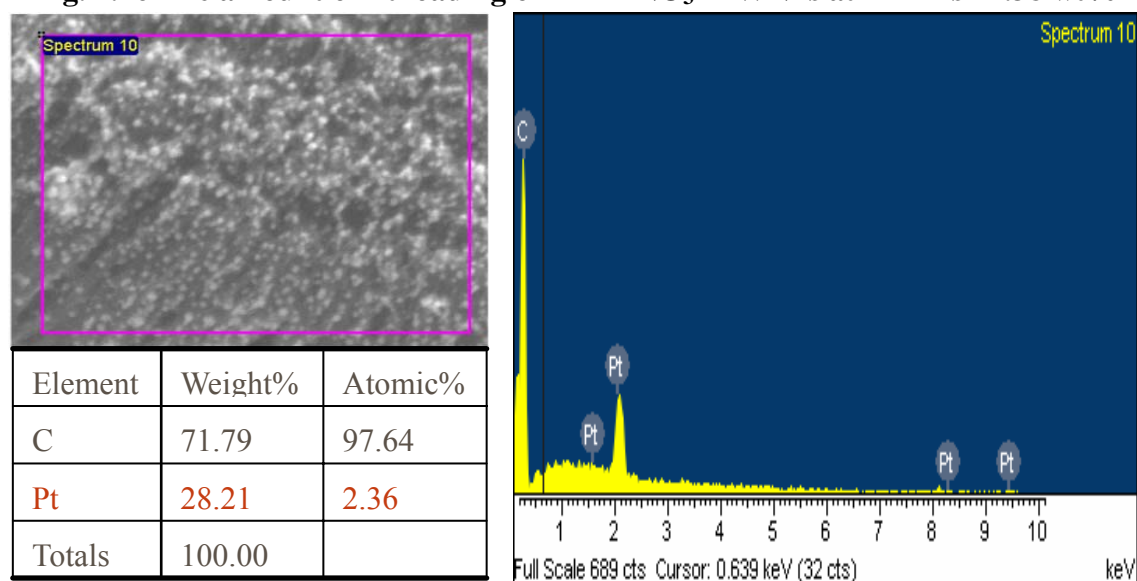 Spectrum 10
Element Weight% Atomic%
C 71.79 97.64
Pt 28.21 2.36
Totals 100.00
Spectrum 10
C
Pt
Pt
Pt
Pt
1 2 3 4 5 6 7 8 9 10
Full Scale 689 cts Cursor: 0.639 keV (32 cts) keV